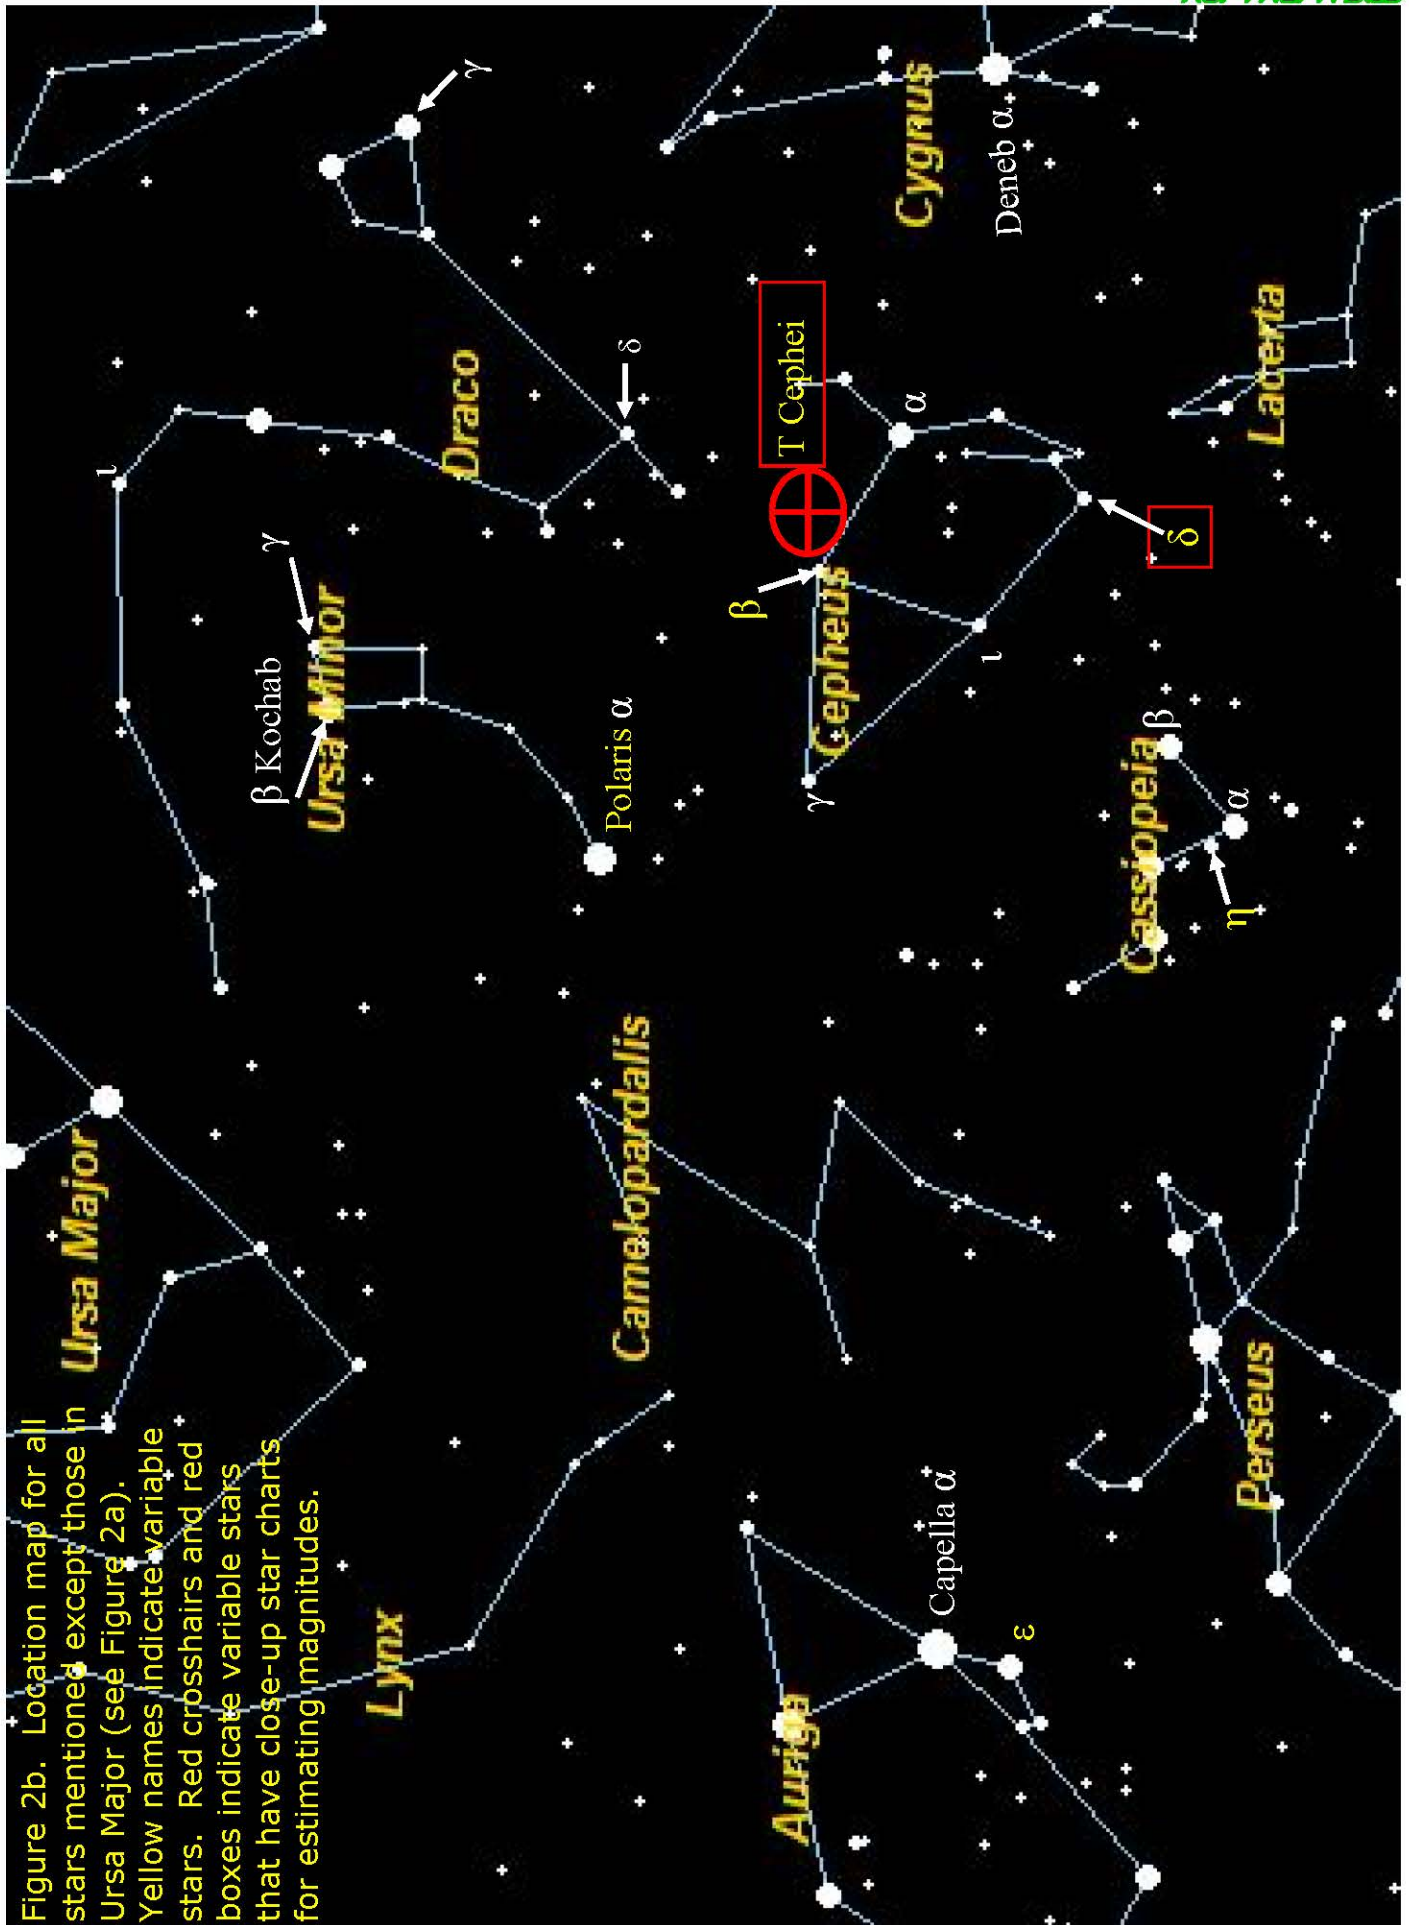 Figure 2b. Location map for all
stars mentioned except those in
Ursa Major (see Figure 2a).
Yellow names indicate variable
stars. Red crosshairs and red
boxes indicate variable stars
that have close-up star charts
for estimating magnitudes.
Ursa Major
Lynx
ι
γ
β Kochab
Ursa Minor
Draco
γ
δ
Polaris α
Camelopardalis
T Cephei
β
Cepheus
γ
α
ι
δ
Cygnus
Deneb α
Lacerta
Cassiopeia
β
α
η
Auriga
Capella α
ε
Perseus